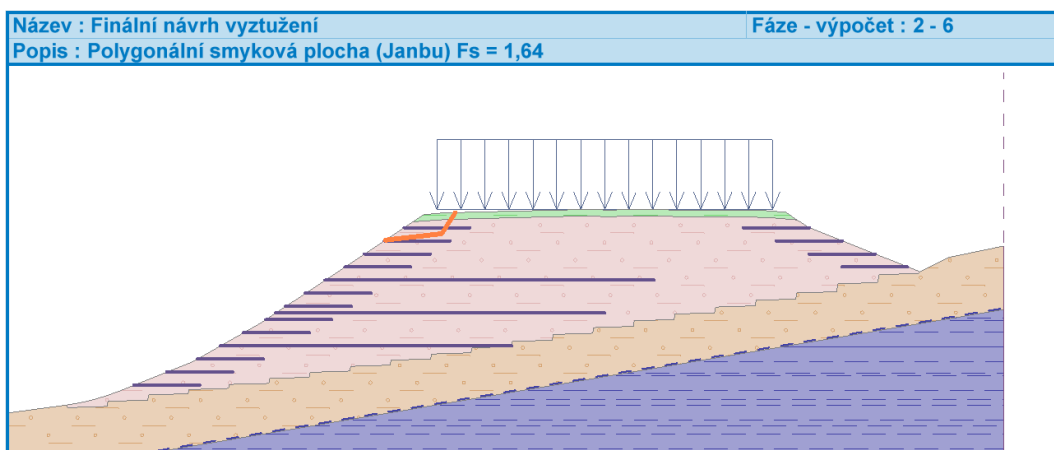 Název : Finální návrh vyztužení Fáze - výpočet : 2 - 6
Popis : Polygonální smyková plocha (Janbu) Fs = 1,64